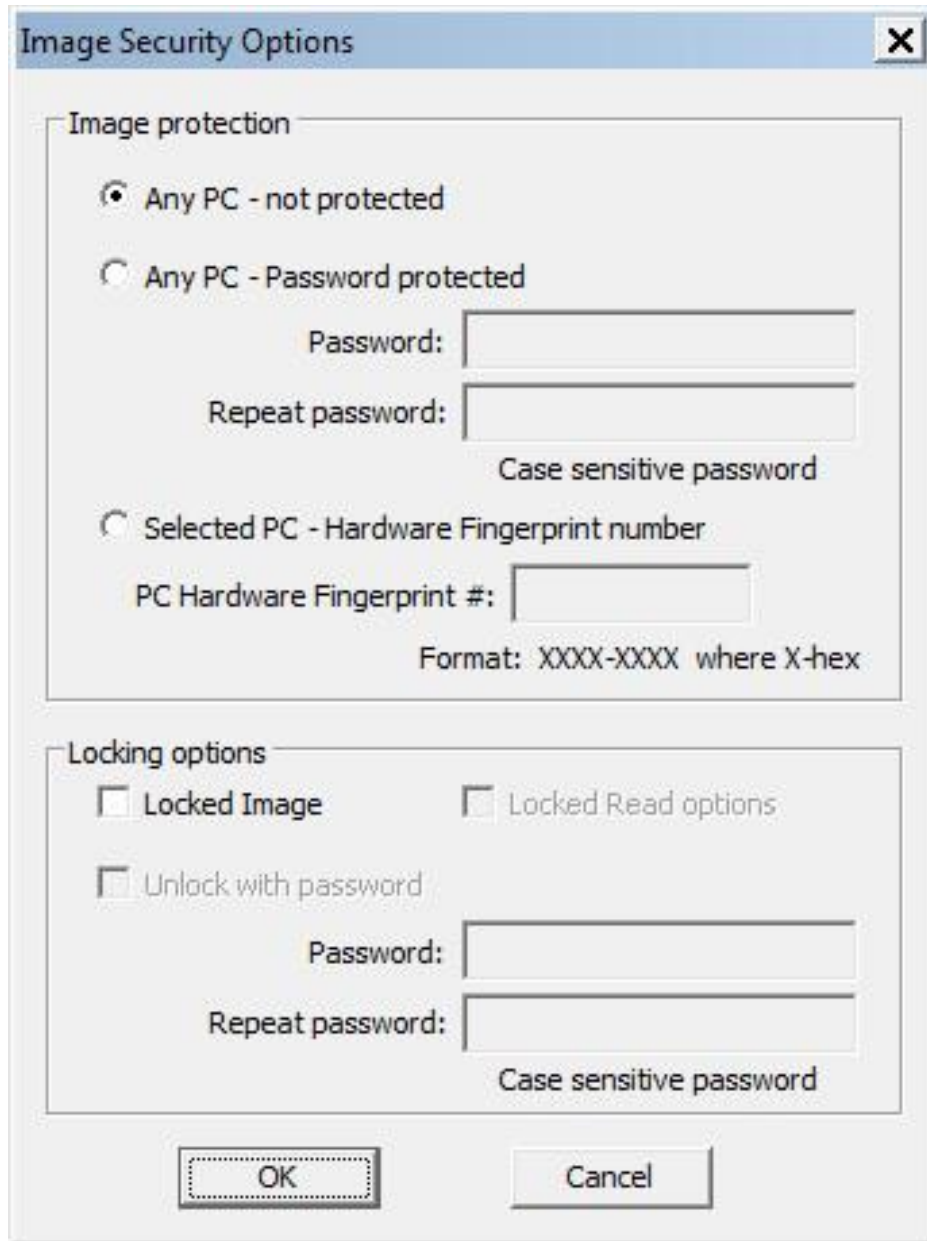 Image Security Options
Image protection
Any PC - not protected
Any PC - Password protected
Password:
Repeat password:
Case sensitive password
Selected PC - Hardware Fingerprint number
PC Hardware Fingerprint #:
Format: XXXX-XXXX where X-hex
Locking options
Locked Image Locked Read options
Unlock with password
Password:
Repeat password:
Case sensitive password
OK Cancel